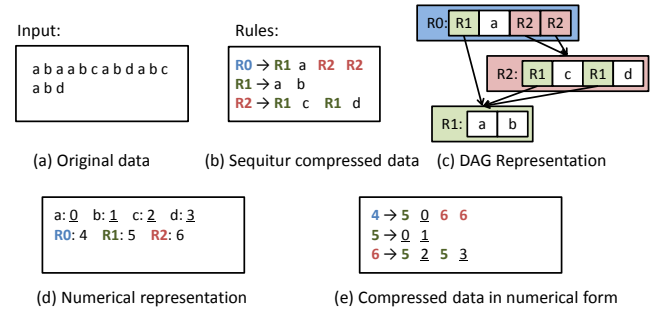 Input:
a b a a b c a b d a b c
a b d
(a) Original data
Rules:
R0 → R1 a R2 R2
R1 → a b
R2 → R1 c R1 d
(b) Sequitur compressed data
R0: R1 a R2 R2
R2: R1 c R1 d
R1: a b
(c) DAG Representation
a: 0 b: 1 c: 2 d: 3
R0: 4 R1: 5 R2: 6
(d) Numerical representation
4 → 5 0 6 6
5 → 0 1
6 → 5 2 5 3
(e) Compressed data in numerical form